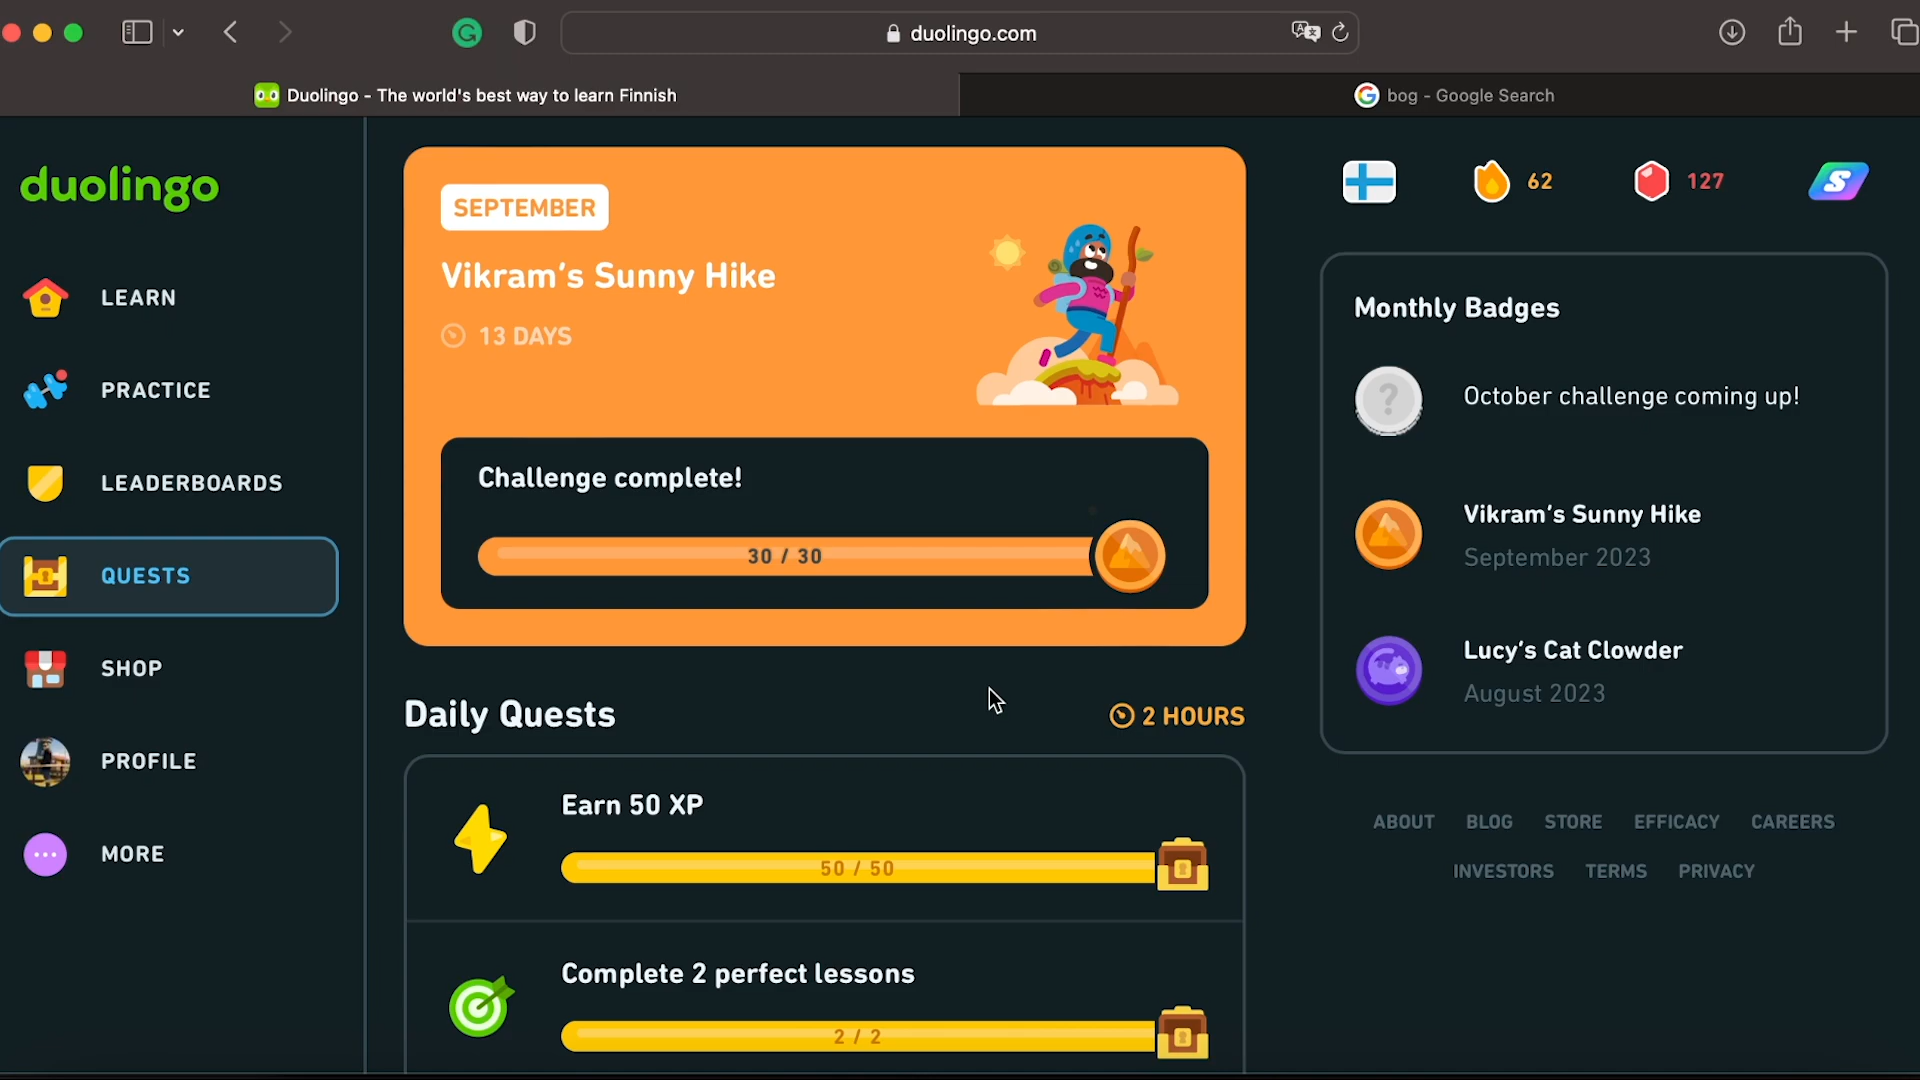 duolingo.com
Duolingo - The world's best way to learn Finnish
bog - Google Search
duolingo
LEARN
PRACTICE
LEADERBOARDS
QUESTS
SHOP
PROFILE
MORE
SEPTEMBER
Vikram's Sunny Hike
13 DAYS
Challenge complete!
30 / 30
Daily Quests
2 HOURS
Earn 50 XP
50 / 50
Complete 2 perfect lessons
2 / 2
62
127
S
Monthly Badges
?
October challenge coming up!
Vikram's Sunny Hike
September 2023
Lucy's Cat Clowder
August 2023
ABOUT BLOG STORE EFFICACY CAREERS
INVESTORS TERMS PRIVACY